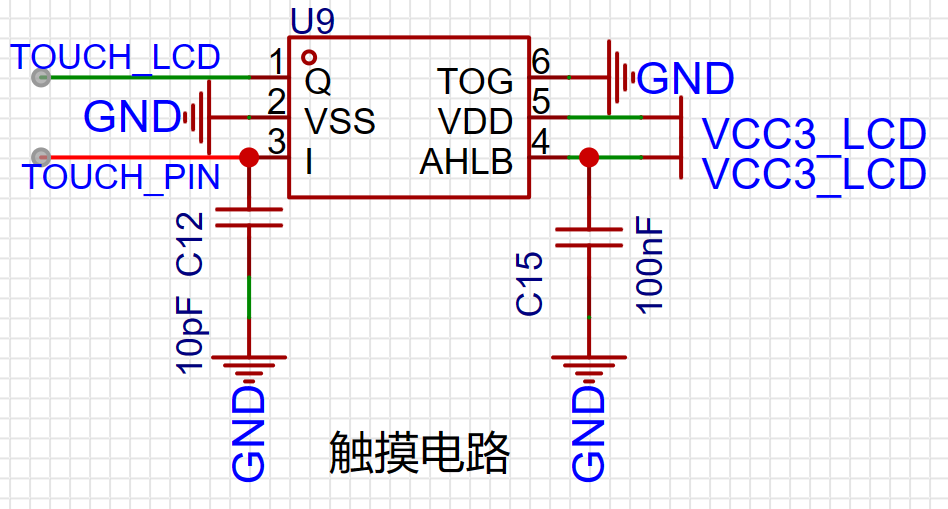 U9
TOUCH_LCD
1
Q
TOG
6
GND
GND
2
VSS
VDD
5
VCC3_LCD
3
I
AHLB
4
VCC3_LCD
TOUCH_PIN
10pF
C12
C15
100nF
GND
GND
触摸电路